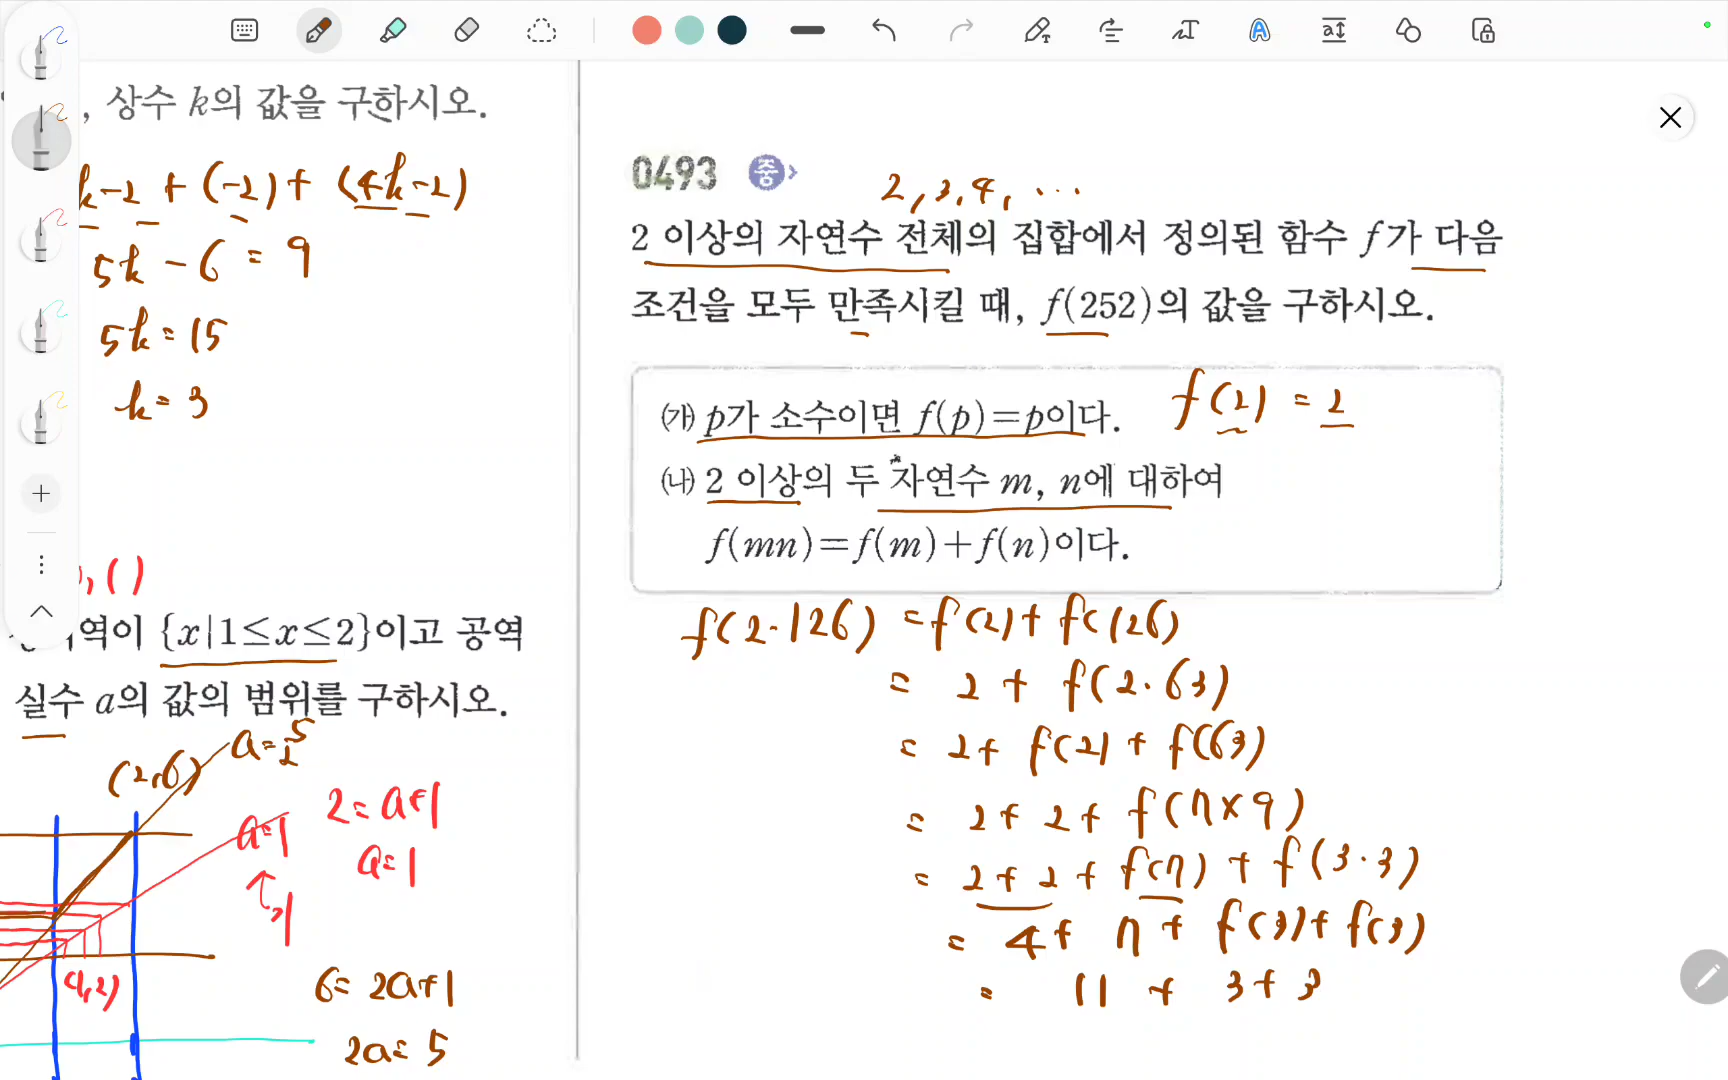 , 상수 k의 값을 구하시오.
k-2 + (-2) + (4k-2)
5k - 6 = 9
5k = 15
k = 3
, ( )
역이 {x|1≤x≤2}이고 공역
실수 a의 값의 범위를 구하시오.
(2,6)
a=5/2
2=a+1
a=1
a=1
(1,2)
6=2a+1
2a=5
0493 중
2, 3, 4, ...
2 이상의 자연수 전체의 집합에서 정의된 함수 f가 다음
조건을 모두 만족시킬 때, f(252)의 값을 구하시오.
㈎ p가 소수이면 f(p)=p이다. f(2) = 2
㈏ 2 이상의 두 자연수 m, n에 대하여
f(mn)=f(m)+f(n)이다.
f(2·126) = f(2) + f(126)
= 2 + f(2·63)
= 2 + f(2) + f(63)
= 2 + 2 + f(7×9)
= 2 + 2 + f(7) + f(3·3)
= 4 + 7 + f(3) + f(3)
= 11 + 3 + 3